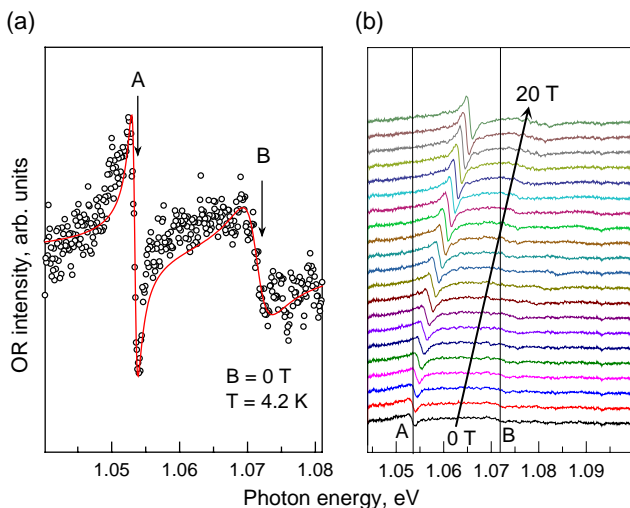 (a)
(b)
A
B
B = 0 T
T = 4.2 K
OR intensity, arb. units
1.05 1.06 1.07 1.08
20 T
A
0 T
B
1.05 1.06 1.07 1.08 1.09
Photon energy, eV